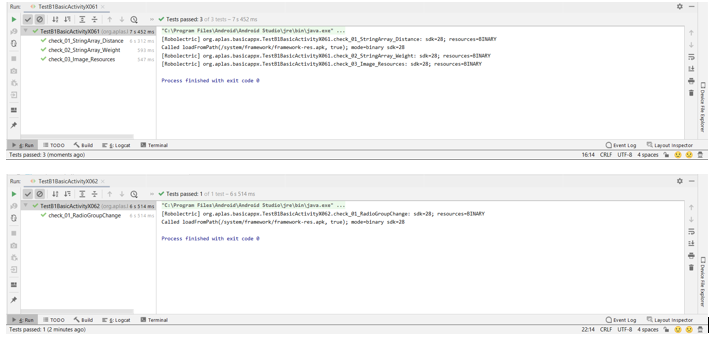 Run: TestB1BasicActivityX061 ×
Tests passed: 3 of 3 tests – 7 s 452 ms
TestB1BasicActivityX061 (org.aplas 7 s 452 ms
check_01_StringArray_Distance 6 s 312 ms
check_02_StringArray_Weight 593 ms
check_03_Image_Resources 547 ms
"C:\Program Files\Android\Android Studio\jre\bin\java.exe" ...
[Robolectric] org.aplas.basicappx.TestB1BasicActivityX061.check_01_StringArray_Distance: sdk=28; resources=BINARY
Called loadFromPath(/system/framework/framework-res.apk, true); mode=binary sdk=28
[Robolectric] org.aplas.basicappx.TestB1BasicActivityX061.check_02_StringArray_Weight: sdk=28; resources=BINARY
[Robolectric] org.aplas.basicappx.TestB1BasicActivityX061.check_03_Image_Resources: sdk=28; resources=BINARY
Process finished with exit code 0
Device File Explorer
4: Run TODO Build 6: Logcat Terminal Event Log Layout Inspector
Tests passed: 3 (moments ago) 16:14 CRLF UTF-8 4 spaces
Run: TestB1BasicActivityX062 ×
Tests passed: 1 of 1 test – 6 s 514 ms
TestB1BasicActivityX062 (org.aplas 6 s 514 ms
check_01_RadioGroupChange 6 s 514 ms
"C:\Program Files\Android\Android Studio\jre\bin\java.exe" ...
[Robolectric] org.aplas.basicappx.TestB1BasicActivityX062.check_01_RadioGroupChange: sdk=28; resources=BINARY
Called loadFromPath(/system/framework/framework-res.apk, true); mode=binary sdk=28
Process finished with exit code 0
Device File Explorer
4: Run TODO Build 6: Logcat Terminal Event Log Layout Inspector
Tests passed: 1 (2 minutes ago) 22:14 CRLF UTF-8 4 spaces